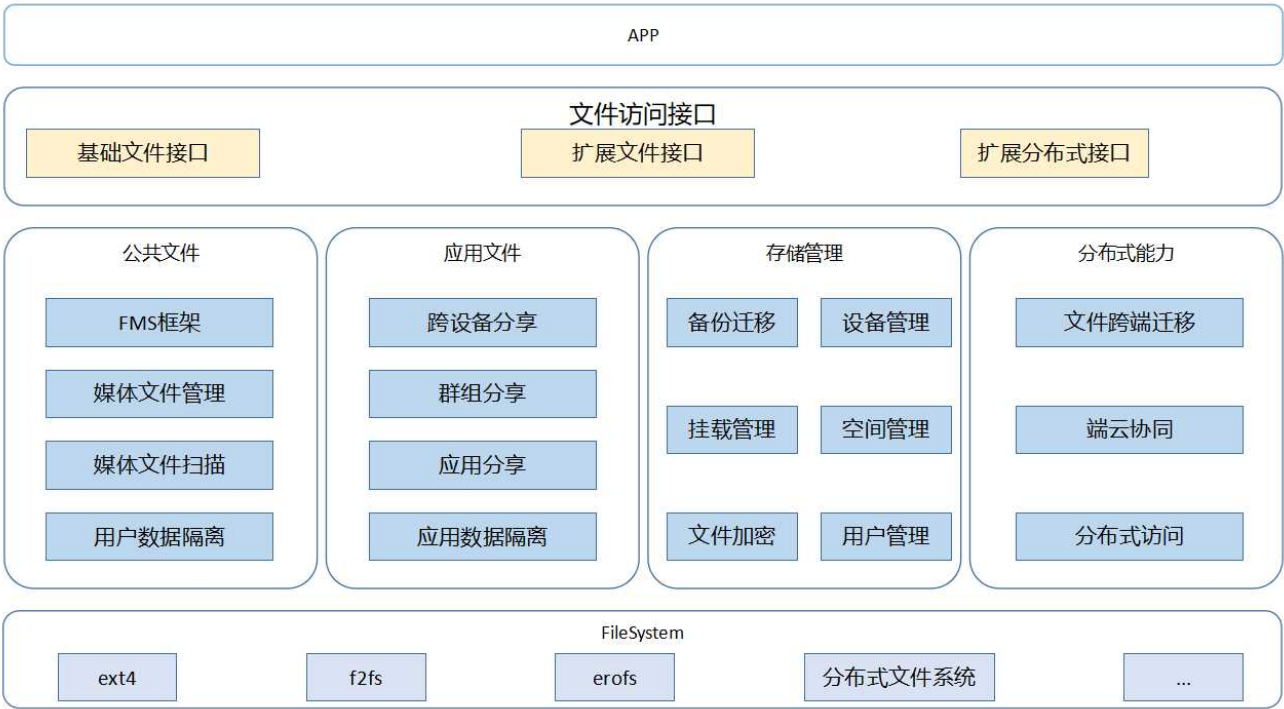 APP
文件访问接口
基础文件接口
扩展文件接口
扩展分布式接口
公共文件
FMS框架
媒体文件管理
媒体文件扫描
用户数据隔离
应用文件
跨设备分享
群组分享
应用分享
应用数据隔离
存储管理
备份迁移
设备管理
挂载管理
空间管理
文件加密
用户管理
分布式能力
文件跨端迁移
端云协同
分布式访问
FileSystem
ext4
f2fs
erofs
分布式文件系统
...